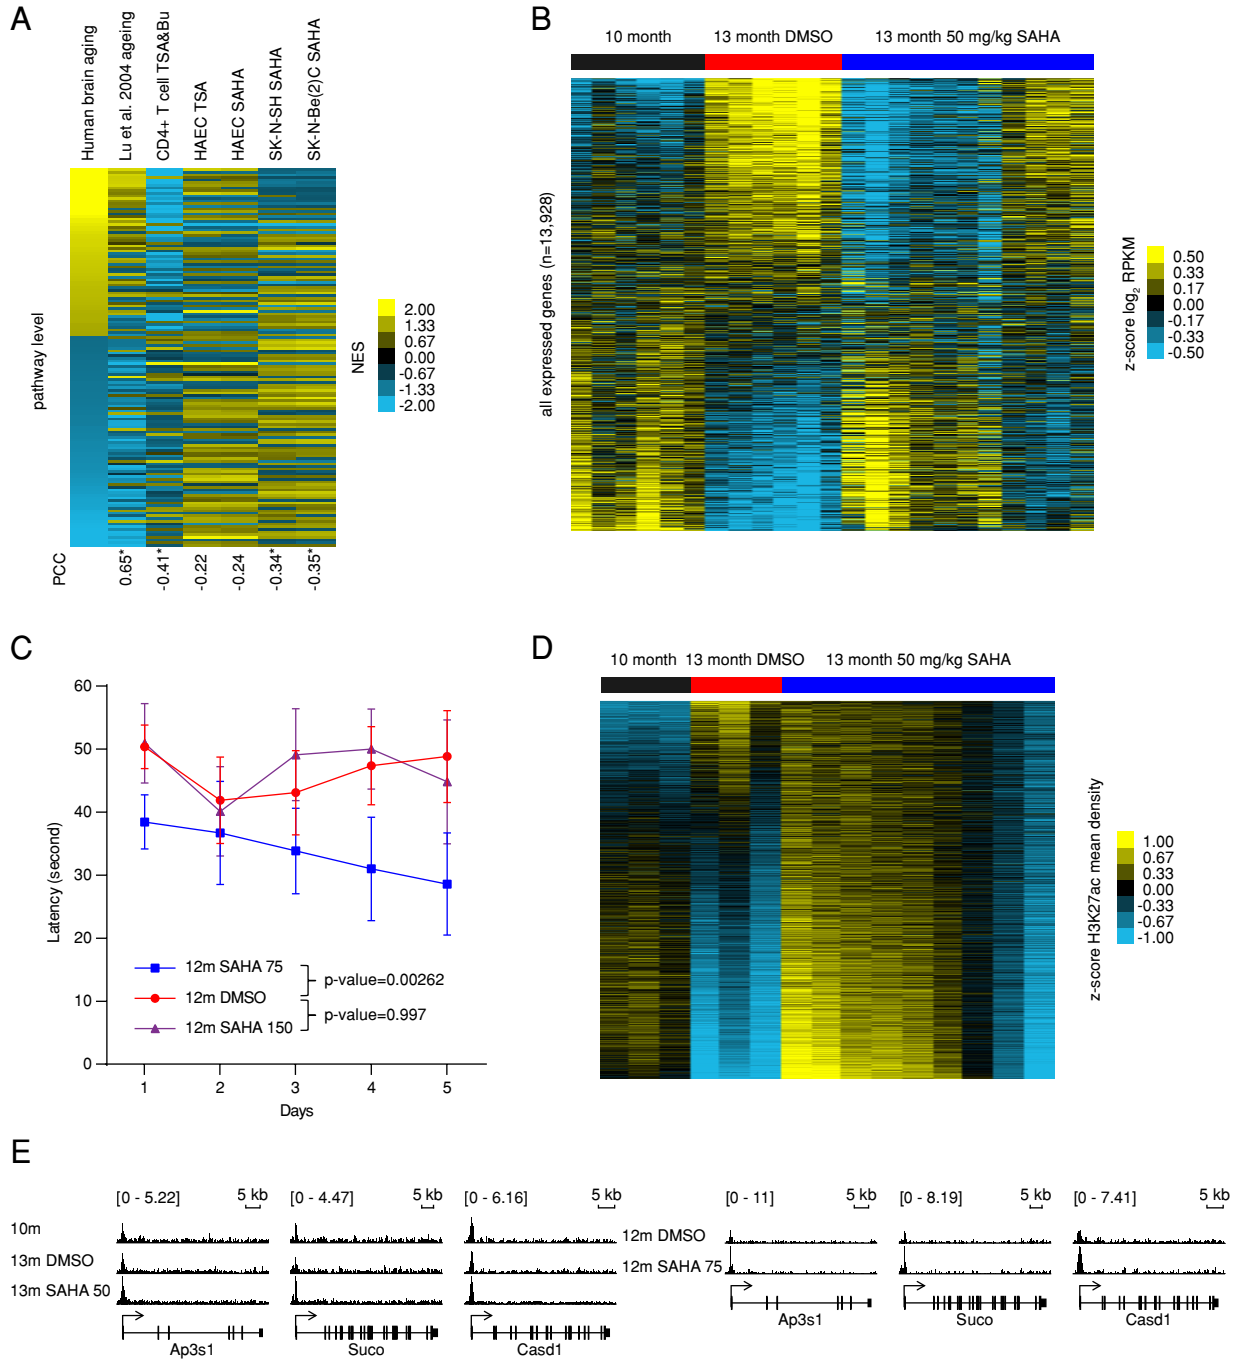 A
Human brain aging
Lu et al. 2004 ageing
CD4+ T cell TSA&Bu
HAEC TSA
HAEC SAHA
SK-N-SH SAHA
SK-N-Be(2)C SAHA
pathway level
PCC
0.65*
-0.41*
-0.22
-0.24
-0.34*
-0.35*
NES
2.00
1.33
0.67
0.00
-0.67
-1.33
-2.00
B
10 month
13 month DMSO
13 month 50 mg/kg SAHA
all expressed genes (n=13,928)
z-score log2 RPKM
0.50
0.33
0.17
0.00
-0.17
-0.33
-0.50
C
Latency (second)
60
50
40
30
20
10
0
12m SAHA 75
12m DMSO
12m SAHA 150
p-value=0.00262
p-value=0.997
1 2 3 4 5
Days
D
10 month 13 month DMSO 13 month 50 mg/kg SAHA
z-score H3K27ac mean density
1.00
0.67
0.33
0.00
-0.33
-0.67
-1.00
E
[0 - 5.22] 5 kb [0 - 4.47] 5 kb [0 - 6.16] 5 kb
10m
13m DMSO
13m SAHA 50
Ap3s1 Suco Casd1
[0 - 11] 5 kb [0 - 8.19] 5 kb [0 - 7.41] 5 kb
12m DMSO
12m SAHA 75
Ap3s1 Suco Casd1